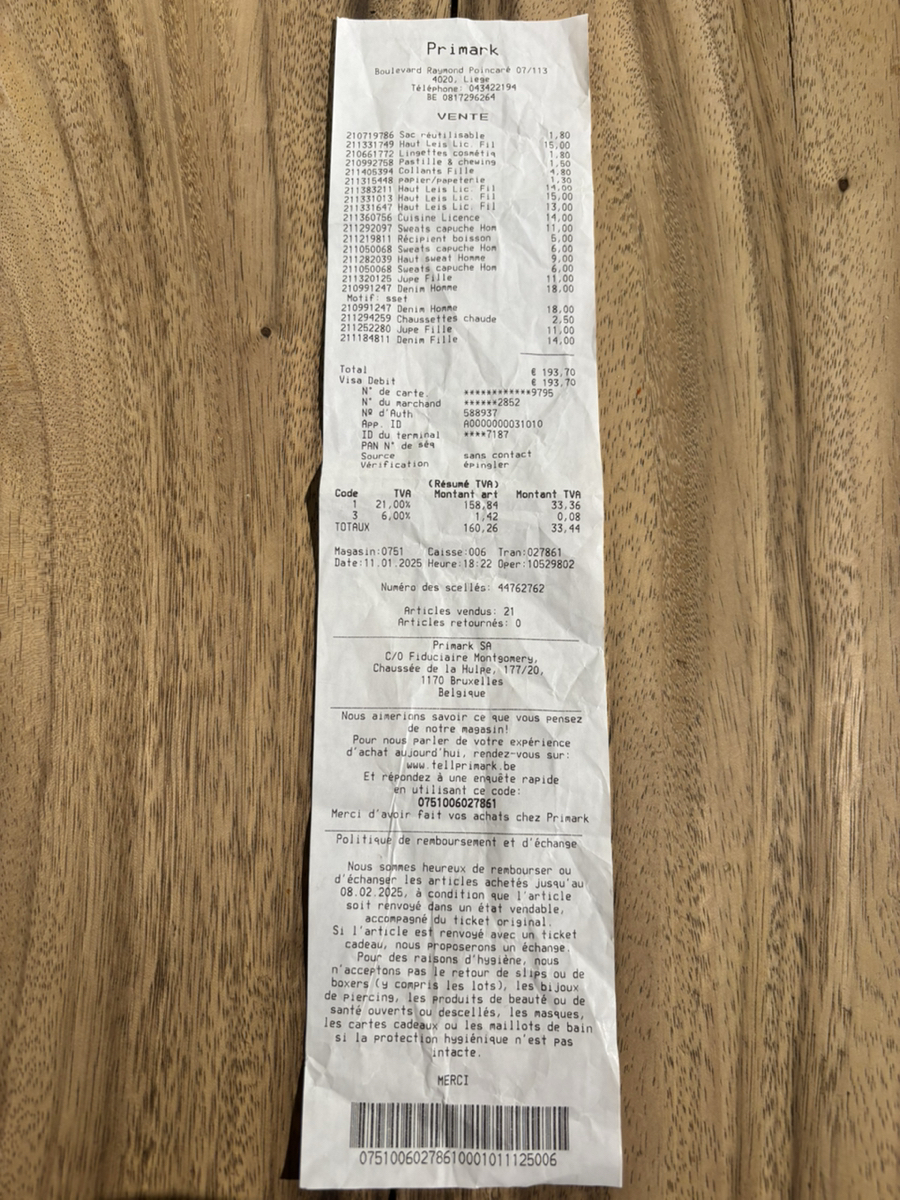 Primark
Boulevard Raymond Poincaré 07/113
4020, Liege
Téléphone: 043422194
BE 0817296264
VENTE
210719786 Sac réutilisable 1,80
211331749 Haut Leis Lic. Fil 15,00
210661772 Lingettes cosmétiq 1,80
210992758 Pastille & chewing 1,50
211405394 Collants Fille 4,80
211315448 papier/papeterie 1,30
211383211 Haut Leis Lic. Fil 14,00
211331013 Haut Leis Lic. Fil 15,00
211331647 Haut Leis Lic. Fil 13,00
211360756 Cuisine Licence 14,00
211292097 Sweats capuche Hom 11,00
211219811 Récipient boisson 5,00
211050068 Sweats capuche Hom 6,00
211282039 Haut sweat Homme 9,00
211050068 Sweats capuche Hom 6,00
211320125 Jupe Fille 11,00
210991247 Denim Homme 18,00
Motif: sset
210991247 Denim Homme 18,00
211294259 Chaussettes chaude 2,50
211252280 Jupe Fille 11,00
211184811 Denim Fille 14,00
Total € 193,70
Visa Debit € 193,70
N° de carte. ************9795
N° du marchand ******2852
Nº d'Auth 588937
App. ID A0000000031010
ID du terminal ****7187
PAN N° de séq
Source sans contact
Vérification épingler
(Résumé TVA)
Code TVA Montant art Montant TVA
1 21,00% 158,84 33,36
3 6,00% 1,42 0,08
TOTAUX 160,26 33,44
Magasin:0751 Caisse:006 Tran:027861
Date:11.01.2025 Heure:18:22 Oper:10529802
Numéro des scellés: 44762762
Articles vendus: 21
Articles retournés: 0
Primark SA
C/O Fiduciaire Montgomery,
Chaussée de la Hulpe, 177/20,
1170 Bruxelles
Belgique
Nous aimerions savoir ce que vous pensez
de notre magasin!
Pour nous parler de votre expérience
d'achat aujourd'hui, rendez-vous sur:
www.tellprimark.be
Et répondez à une enquête rapide
en utilisant ce code:
0751006027861
Merci d'avoir fait vos achats chez Primark
Politique de remboursement et d'échange
Nous sommes heureux de rembourser ou
d'échanger les articles achetés jusqu'au
08.02.2025, à condition que l'article
soit renvoyé dans un état vendable,
accompagné du ticket original.
Si l'article est renvoyé avec un ticket
cadeau, nous proposerons un échange.
Pour des raisons d'hygiène, nous
n'acceptons pas le retour de slips ou de
boxers (y compris les lots), les bijoux
de piercing, les produits de beauté ou de
santé ouverts ou descellés, les masques,
les cartes cadeaux ou les maillots de bain
si la protection hygiénique n'est pas
intacte.
MERCI
07510060278610001011125006